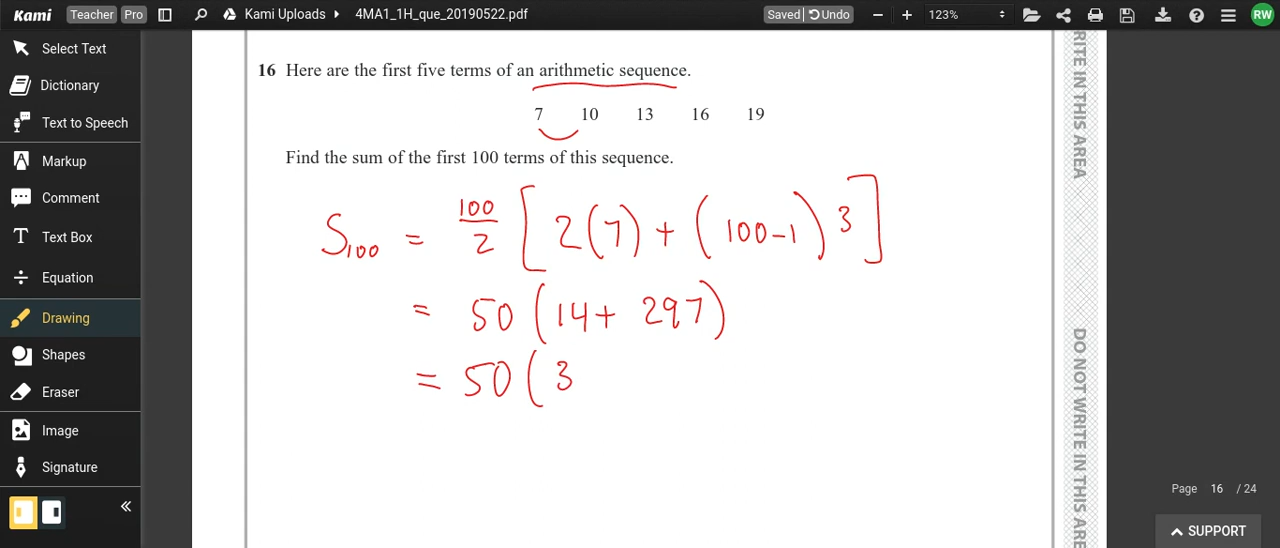 Kami Teacher Pro Kami Uploads 4MA1_1H_que_20190522.pdf Saved Undo 123% RW
Select Text
Dictionary
Text to Speech
Markup
Comment
Text Box
Equation
Drawing
Shapes
Eraser
Image
Signature
16 Here are the first five terms of an arithmetic sequence.
7 10 13 16 19
Find the sum of the first 100 terms of this sequence.
S100 = 100/2 [2(7) + (100-1)3]
= 50(14+297)
= 50(3
RITE IN THIS AREA
DO NOT WRITE IN THIS ARE
Page 16 / 24
SUPPORT